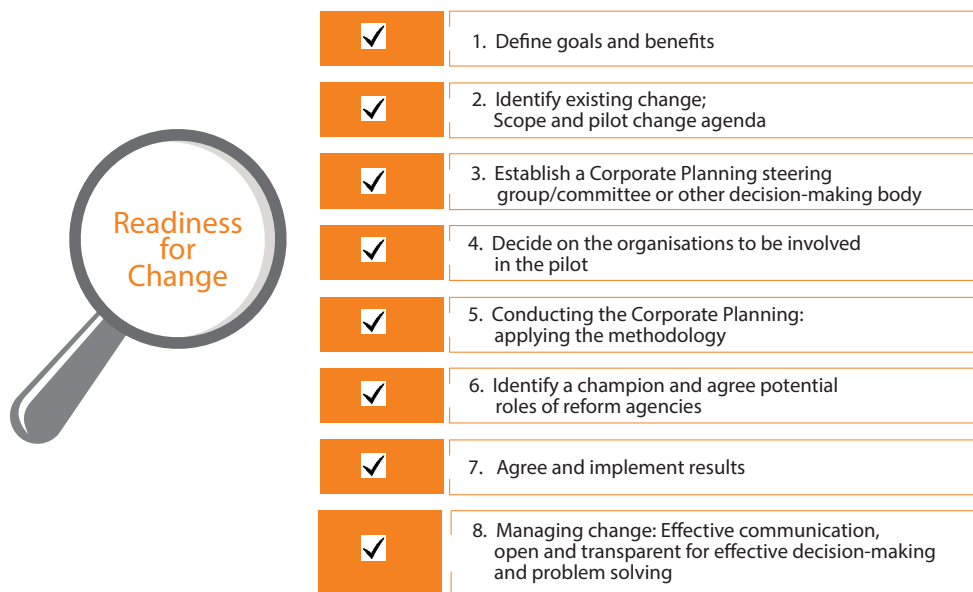 Readiness
for
Change
1. Define goals and benefits
2. Identify existing change;
Scope and pilot change agenda
3. Establish a Corporate Planning steering
group/committee or other decision-making body
4. Decide on the organisations to be involved
in the pilot
5. Conducting the Corporate Planning:
applying the methodology
6. Identify a champion and agree potential
roles of reform agencies
7. Agree and implement results
8. Managing change: Effective communication,
open and transparent for effective decision-making
and problem solving